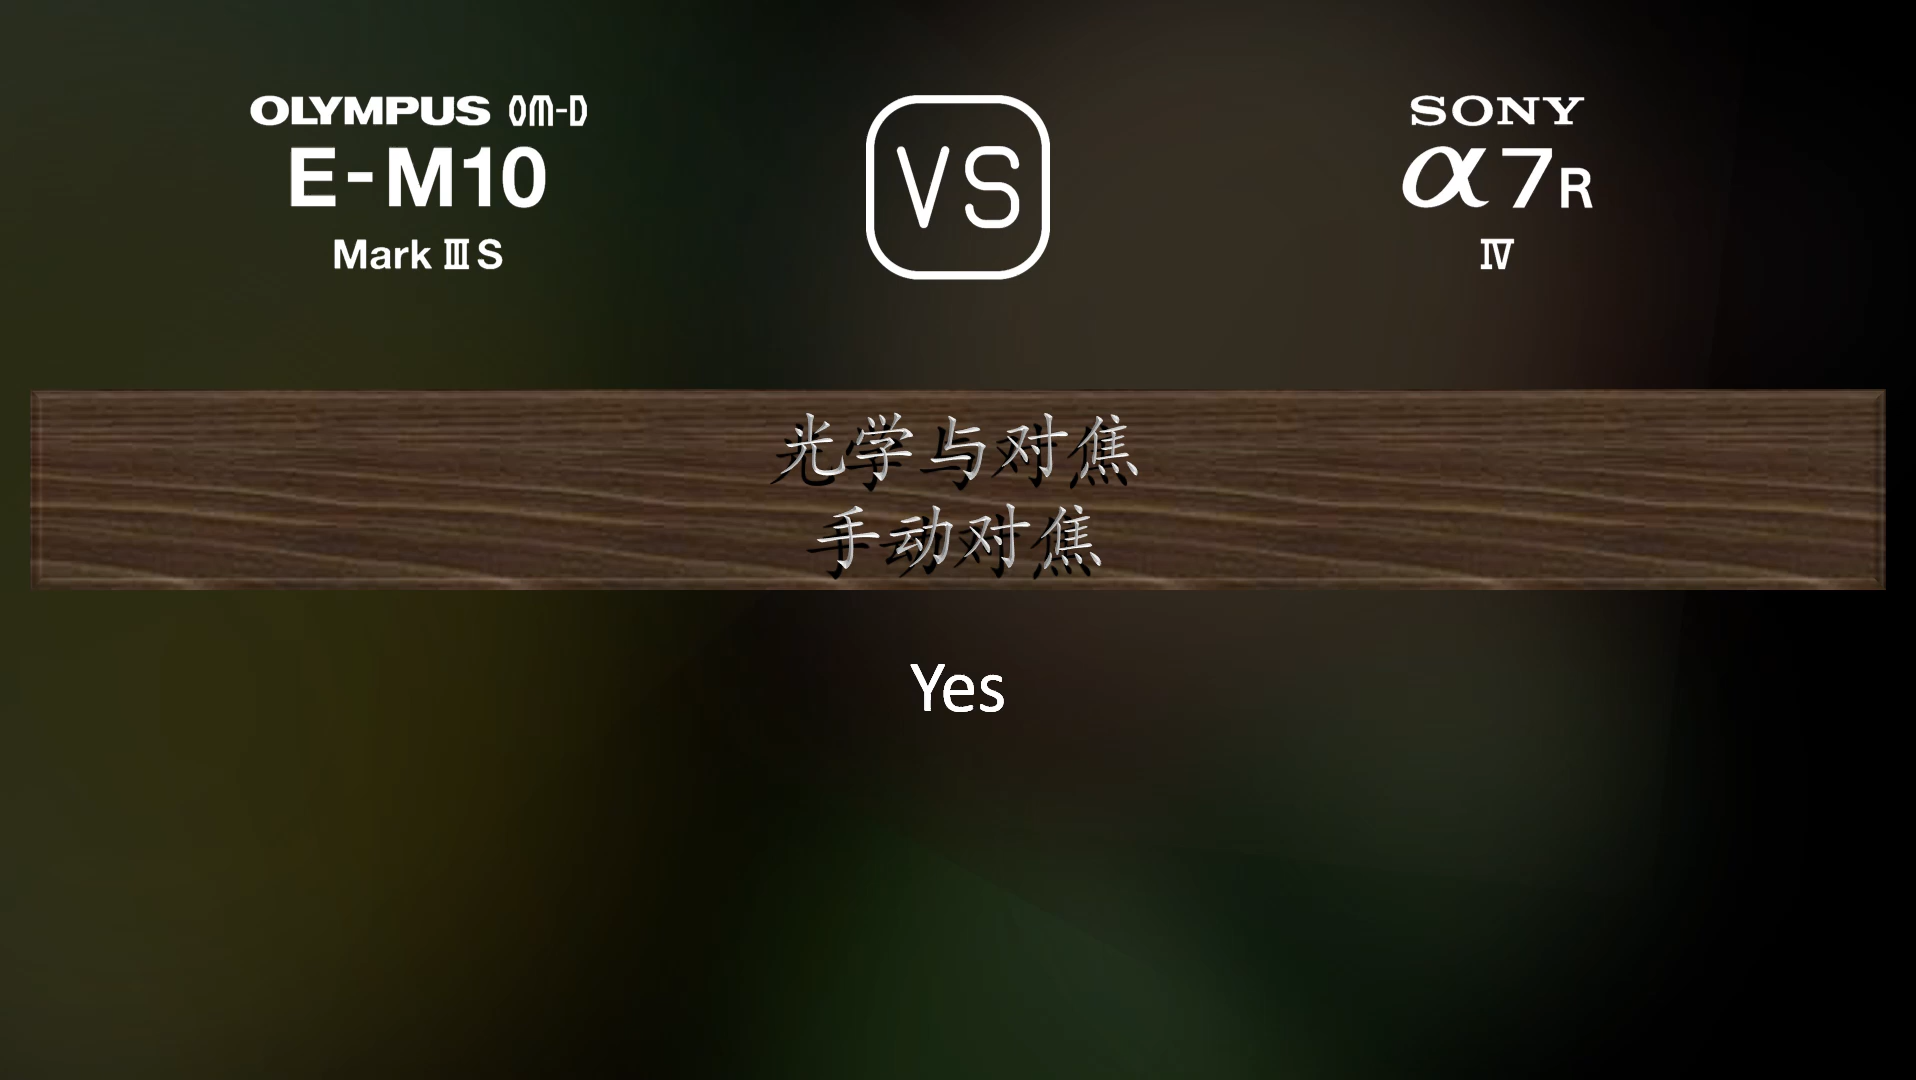 OLYMPUS OM-D
E-M10
Mark III S
VS
SONY
α7R
IV
光学与对焦
手动对焦
Yes